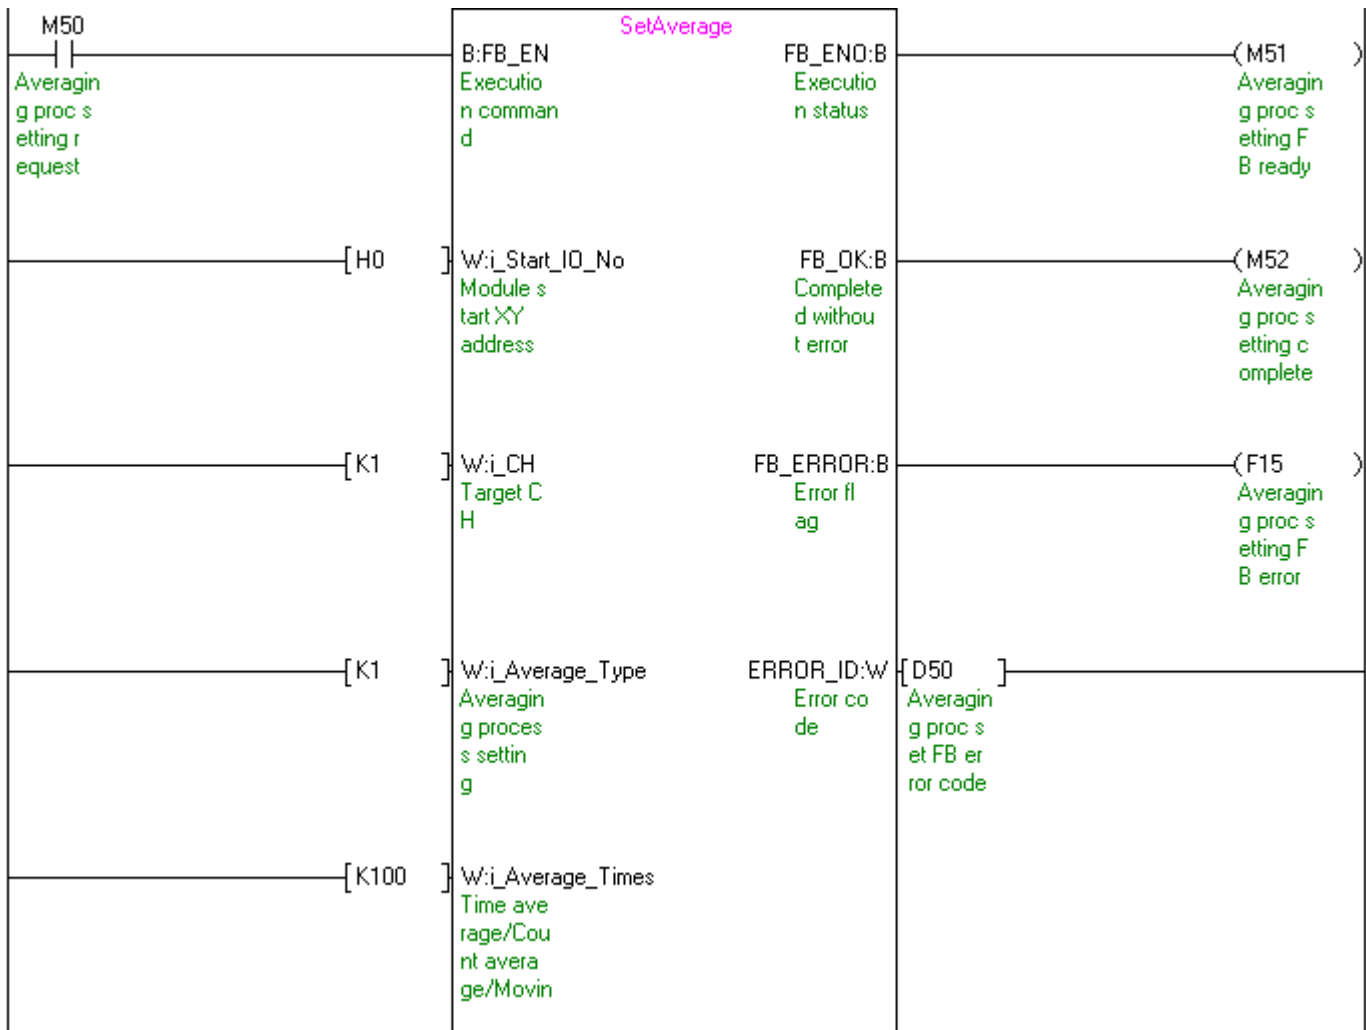 M50
SetAverage
B:FB_EN
FB_ENO:B
(M51 )
Averagin
g proc s
etting r
equest
Executio
n comman
d
Executio
n status
Averagin
g proc s
etting F
B ready
[H0 ]
W:i_Start_IO_No
FB_OK:B
(M52 )
Module s
tart XY
address
Complete
d withou
t error
Averagin
g proc s
etting c
omplete
[K1 ]
W:i_CH
FB_ERROR:B
(F15 )
Target C
H
Error fl
ag
Averagin
g proc s
etting F
B error
[K1 ]
W:i_Average_Type
ERROR_ID:W
[D50 ]
Averagin
g proces
s settin
g
Error co
de
Averagin
g proc s
et FB er
ror code
[K100 ]
W:i_Average_Times
Time ave
rage/Cou
nt avera
ge/Movin